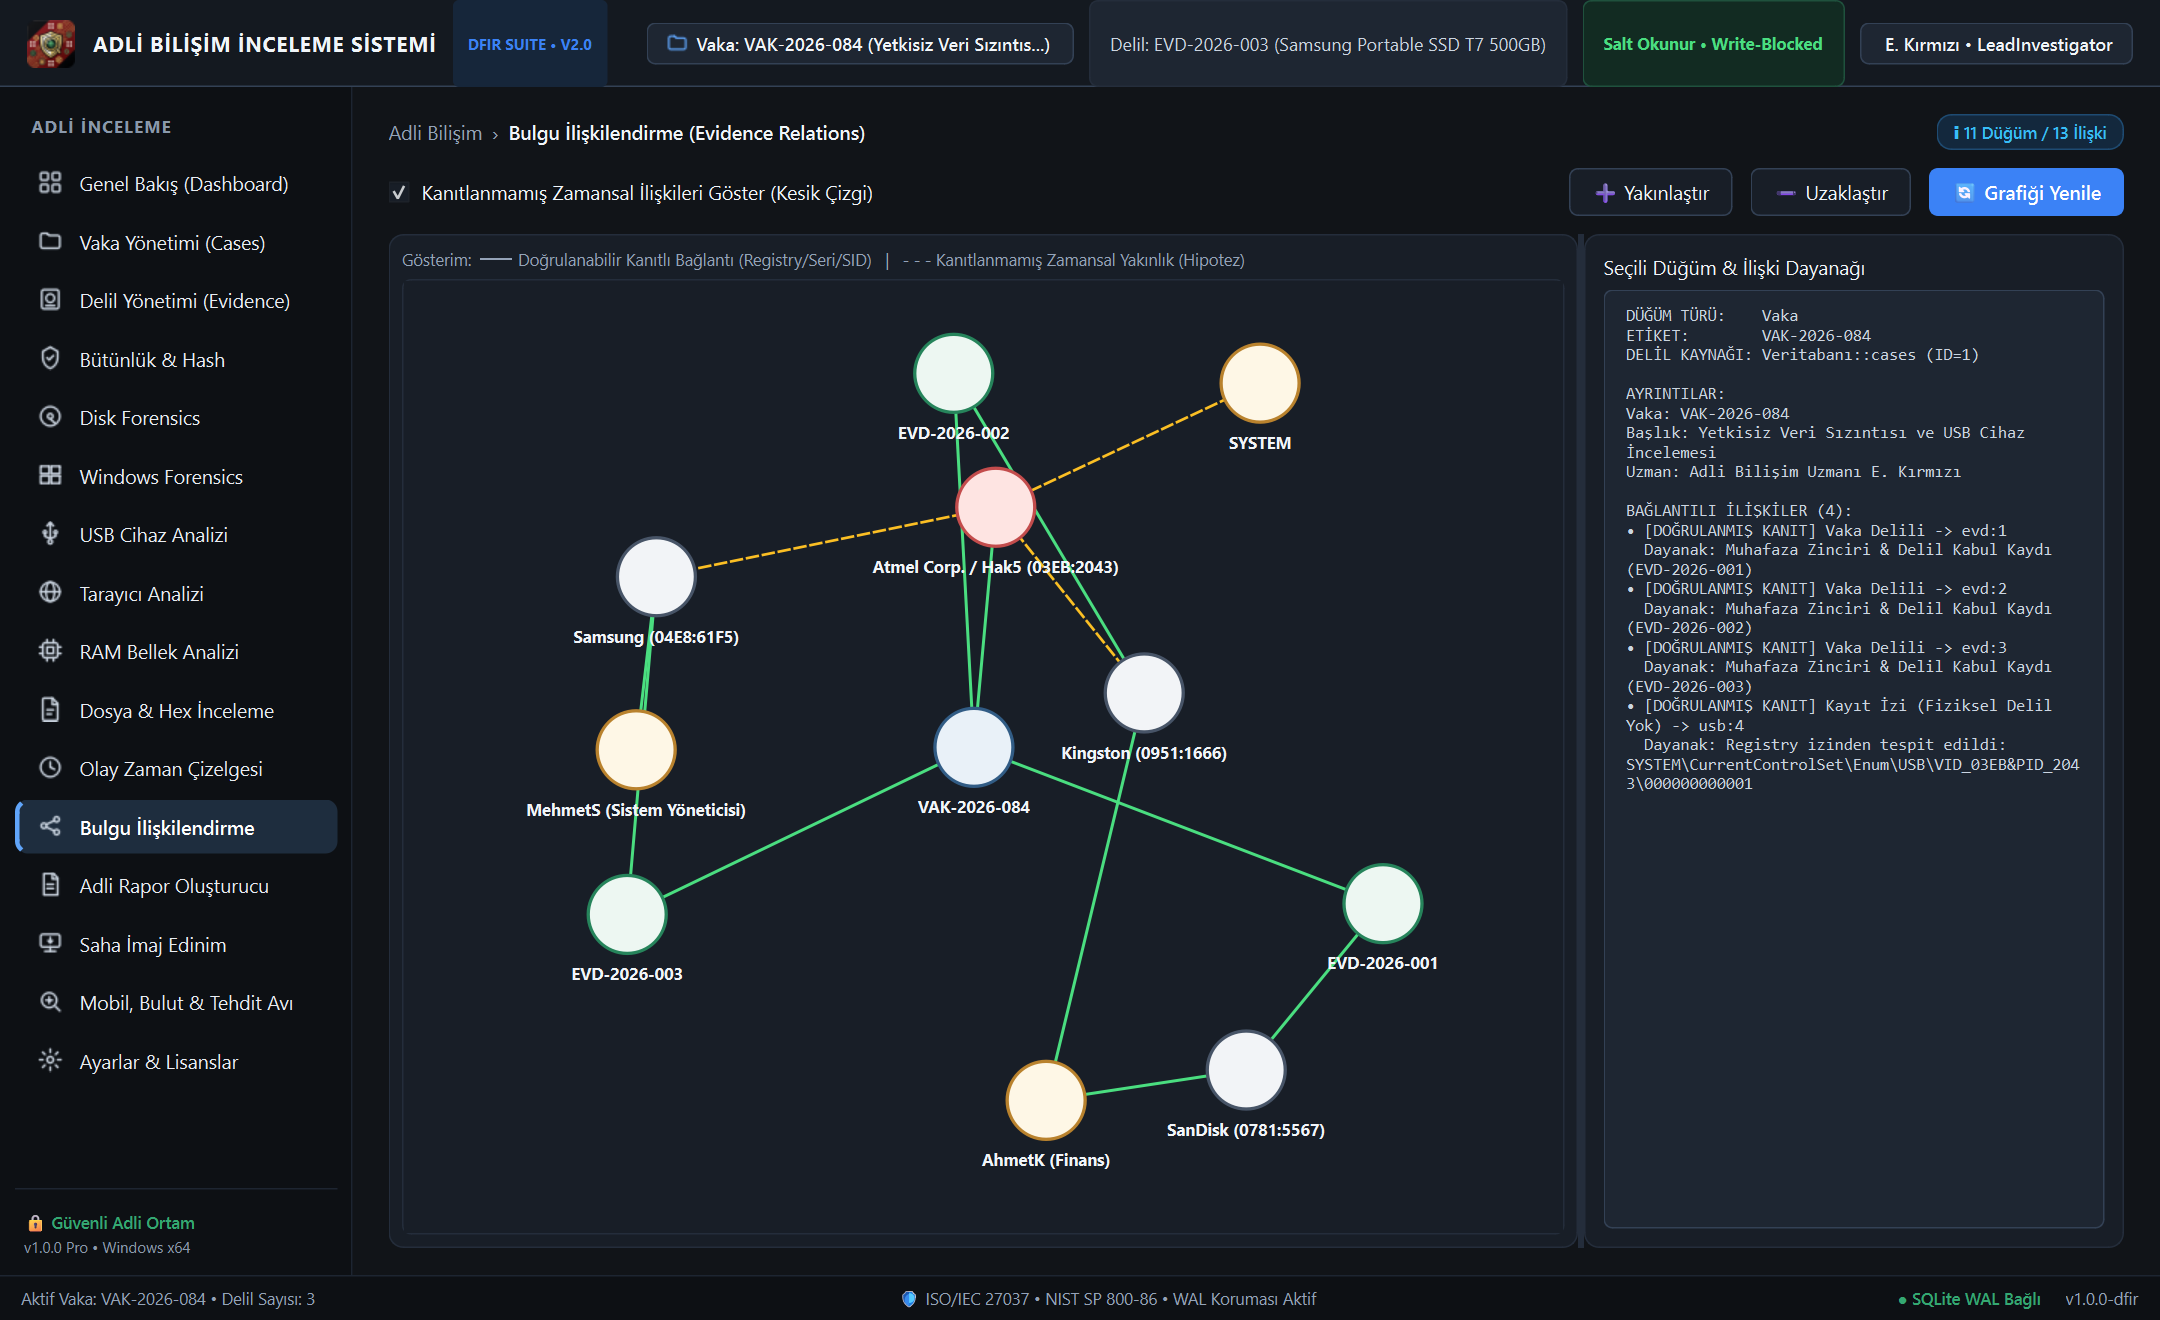 ADLİ BİLİŞİM İNCELEME SİSTEMİ
DFIR SUITE • V2.0
Vaka: VAK-2026-084 (Yetkisiz Veri Sızıntıs...)
Delil: EVD-2026-003 (Samsung Portable SSD T7 500GB)
Salt Okunur • Write-Blocked
E. Kırmızı • LeadInvestigator
ADLİ İNCELEME
Genel Bakış (Dashboard)
Vaka Yönetimi (Cases)
Delil Yönetimi (Evidence)
Bütünlük & Hash
Disk Forensics
Windows Forensics
USB Cihaz Analizi
Tarayıcı Analizi
RAM Bellek Analizi
Dosya & Hex İnceleme
Olay Zaman Çizelgesi
Bulgu İlişkilendirme
Adli Rapor Oluşturucu
Saha İmaj Edinim
Mobil, Bulut & Tehdit Avı
Ayarlar & Lisanslar
Güvenli Adli Ortam
v1.0.0 Pro • Windows x64
Adli Bilişim › Bulgu İlişkilendirme (Evidence Relations)
11 Düğüm / 13 İlişki
Kanıtlanmamış Zamansal İlişkileri Göster (Kesik Çizgi)
Yakınlaştır
Uzaklaştır
Grafiği Yenile
Gösterim: —— Doğrulanabilir Kanıtlı Bağlantı (Registry/Seri/SID) | - - - Kanıtlanmamış Zamansal Yakınlık (Hipotez)
EVD-2026-002
SYSTEM
Atmel Corp. / Hak5 (03EB:2043)
Samsung (04E8:61F5)
Kingston (0951:1666)
MehmetS (Sistem Yöneticisi)
VAK-2026-084
EVD-2026-003
EVD-2026-001
SanDisk (0781:5567)
AhmetK (Finans)
Seçili Düğüm & İlişki Dayanağı
DÜĞÜM TÜRÜ: Vaka
ETİKET: VAK-2026-084
DELİL KAYNAĞI: Veritabanı::cases (ID=1)
AYRINTILAR:
Vaka: VAK-2026-084
Başlık: Yetkisiz Veri Sızıntısı ve USB Cihaz
İncelemesi
Uzman: Adli Bilişim Uzmanı E. Kırmızı
BAĞLANTILI İLİŞKİLER (4):
• [DOĞRULANMIŞ KANIT] Vaka Delili -> evd:1
Dayanak: Muhafaza Zinciri & Delil Kabul Kaydı
(EVD-2026-001)
• [DOĞRULANMIŞ KANIT] Vaka Delili -> evd:2
Dayanak: Muhafaza Zinciri & Delil Kabul Kaydı
(EVD-2026-002)
• [DOĞRULANMIŞ KANIT] Vaka Delili -> evd:3
Dayanak: Muhafaza Zinciri & Delil Kabul Kaydı
(EVD-2026-003)
• [DOĞRULANMIŞ KANIT] Kayıt İzi (Fiziksel Delil
Yok) -> usb:4
Dayanak: Registry izinden tespit edildi:
SYSTEM\CurrentControlSet\Enum\USB\VID_03EB&PID_204
3\000000000001
Aktif Vaka: VAK-2026-084 • Delil Sayısı: 3
ISO/IEC 27037 • NIST SP 800-86 • WAL Koruması Aktif
● SQLite WAL Bağlı
v1.0.0-dfir